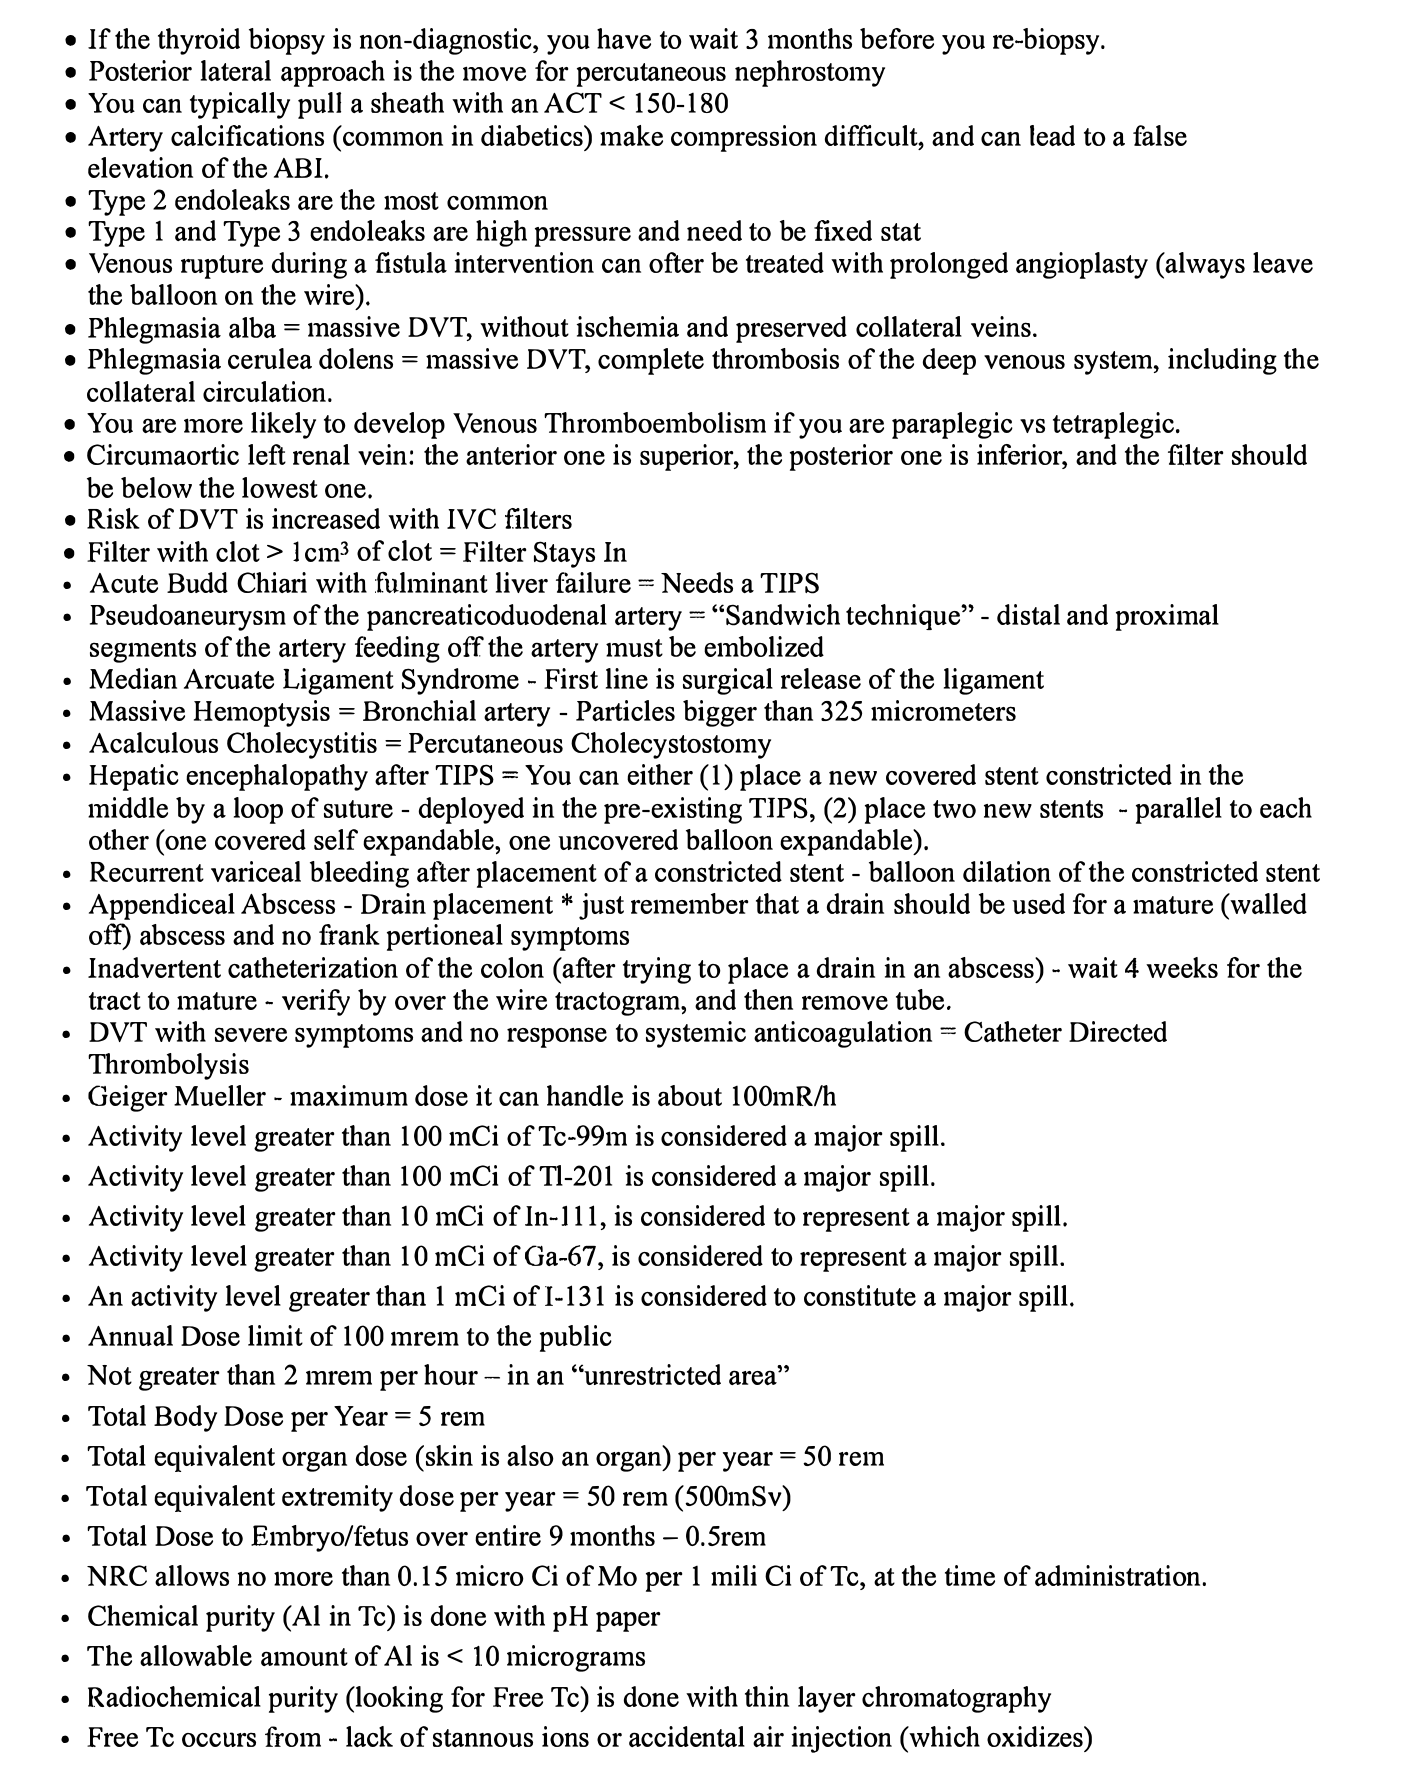 • If the thyroid biopsy is non-diagnostic, you have to wait 3 months before you re-biopsy.
• Posterior lateral approach is the move for percutaneous nephrostomy
• You can typically pull a sheath with an ACT < 150-180
• Artery calcifications (common in diabetics) make compression difficult, and can lead to a false
elevation of the ABI.
• Type 2 endoleaks are the most common
• Type 1 and Type 3 endoleaks are high pressure and need to be fixed stat
• Venous rupture during a fistula intervention can ofter be treated with prolonged angioplasty (always leave
the balloon on the wire).
• Phlegmasia alba = massive DVT, without ischemia and preserved collateral veins.
• Phlegmasia cerulea dolens = massive DVT, complete thrombosis of the deep venous system, including the
collateral circulation.
• You are more likely to develop Venous Thromboembolism if you are paraplegic vs tetraplegic.
• Circumaortic left renal vein: the anterior one is superior, the posterior one is inferior, and the filter should
be below the lowest one.
• Risk of DVT is increased with IVC filters
• Filter with clot > 1cm³ of clot = Filter Stays In
• Acute Budd Chiari with fulminant liver failure = Needs a TIPS
• Pseudoaneurysm of the pancreaticoduodenal artery = “Sandwich technique” - distal and proximal
segments of the artery feeding off the artery must be embolized
• Median Arcuate Ligament Syndrome - First line is surgical release of the ligament
• Massive Hemoptysis = Bronchial artery - Particles bigger than 325 micrometers
• Acalculous Cholecystitis = Percutaneous Cholecystostomy
• Hepatic encephalopathy after TIPS = You can either (1) place a new covered stent constricted in the
middle by a loop of suture - deployed in the pre-existing TIPS, (2) place two new stents - parallel to each
other (one covered self expandable, one uncovered balloon expandable).
• Recurrent variceal bleeding after placement of a constricted stent - balloon dilation of the constricted stent
• Appendiceal Abscess - Drain placement * just remember that a drain should be used for a mature (walled
off) abscess and no frank pertioneal symptoms
• Inadvertent catheterization of the colon (after trying to place a drain in an abscess) - wait 4 weeks for the
tract to mature - verify by over the wire tractogram, and then remove tube.
• DVT with severe symptoms and no response to systemic anticoagulation = Catheter Directed
Thrombolysis
• Geiger Mueller - maximum dose it can handle is about 100mR/h
• Activity level greater than 100 mCi of Tc-99m is considered a major spill.
• Activity level greater than 100 mCi of Tl-201 is considered a major spill.
• Activity level greater than 10 mCi of In-111, is considered to represent a major spill.
• Activity level greater than 10 mCi of Ga-67, is considered to represent a major spill.
• An activity level greater than 1 mCi of I-131 is considered to constitute a major spill.
• Annual Dose limit of 100 mrem to the public
• Not greater than 2 mrem per hour – in an “unrestricted area”
• Total Body Dose per Year = 5 rem
• Total equivalent organ dose (skin is also an organ) per year = 50 rem
• Total equivalent extremity dose per year = 50 rem (500mSv)
• Total Dose to Embryo/fetus over entire 9 months – 0.5rem
• NRC allows no more than 0.15 micro Ci of Mo per 1 mili Ci of Tc, at the time of administration.
• Chemical purity (Al in Tc) is done with pH paper
• The allowable amount of Al is < 10 micrograms
• Radiochemical purity (looking for Free Tc) is done with thin layer chromatography
• Free Tc occurs from - lack of stannous ions or accidental air injection (which oxidizes)